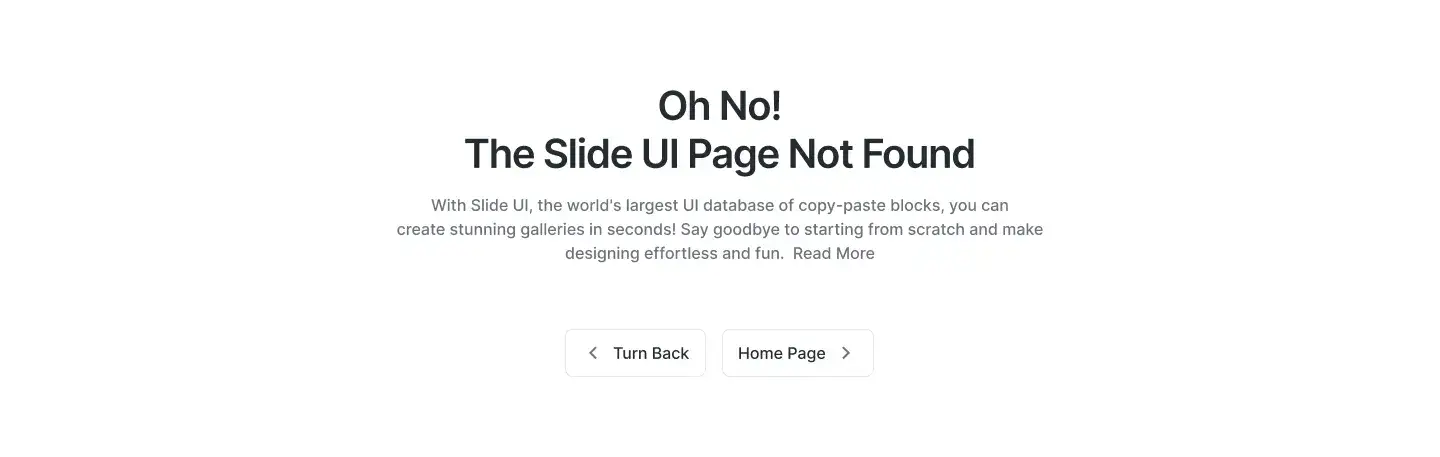 Oh No!
The Slide UI Page Not Found
With Slide UI, the world's largest UI database of copy-paste blocks, you can
create stunning galleries in seconds! Say goodbye to starting from scratch and make
designing effortless and fun. Read More
Turn Back
Home Page